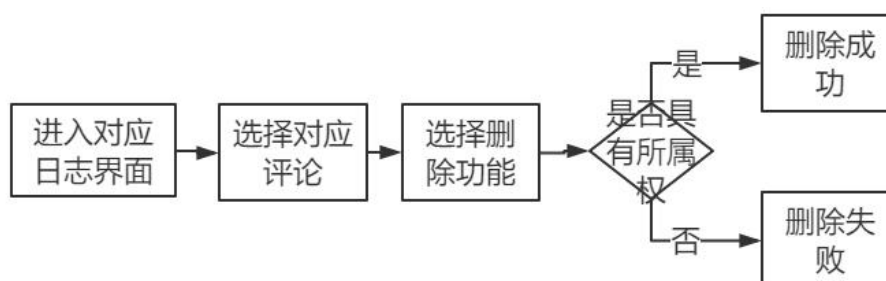 进入对应
日志界面
选择对应
评论
选择删
除功能
是否具
有所属
权
是
删除成
功
否
删除失
败